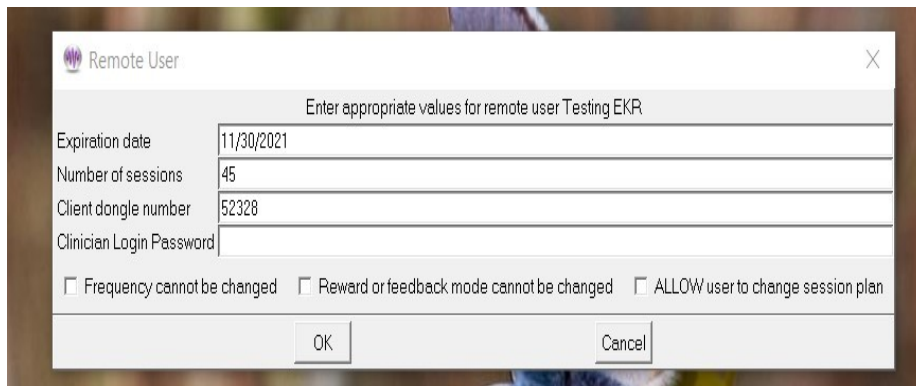 Remote User
Enter appropriate values for remote user Testing EKR
Expiration date 11/30/2021
Number of sessions 45
Client dongle number 52328
Clinician Login Password
Frequency cannot be changed Reward or feedback mode cannot be changed ALLOW user to change session plan
OK Cancel